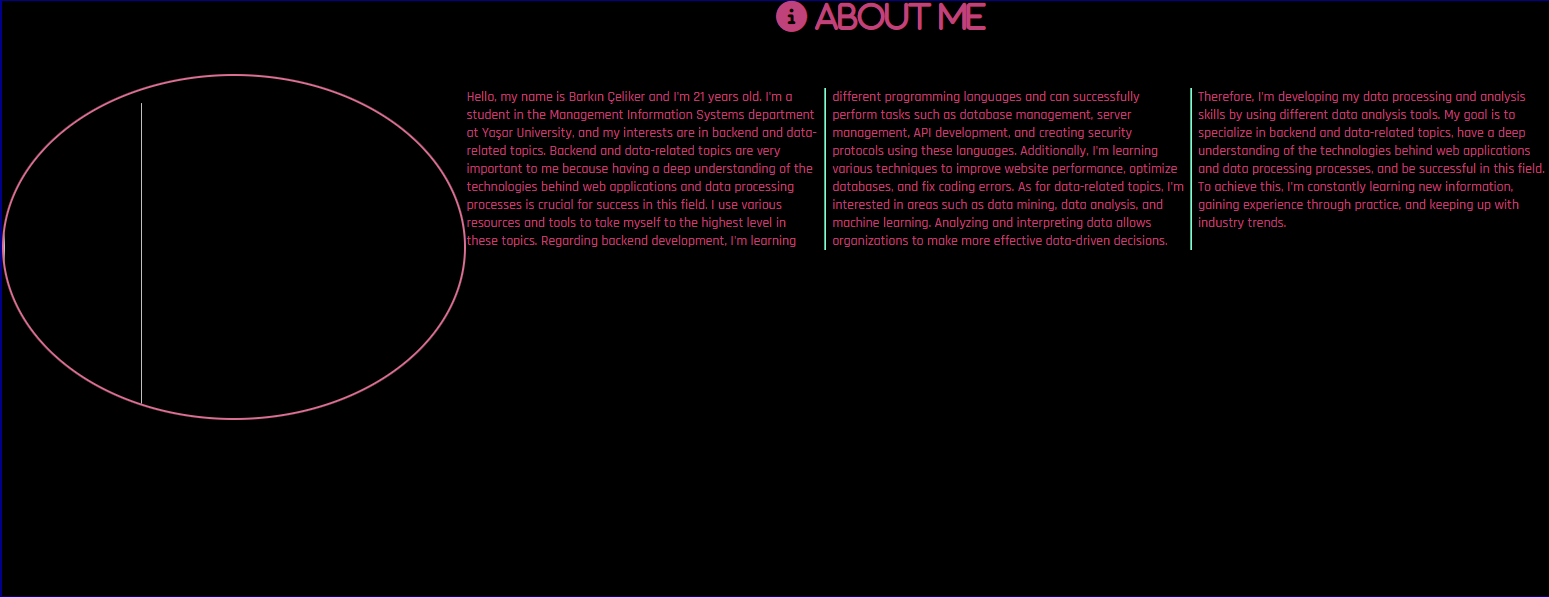 ABOUT ME
Hello, my name is Barkın Çeliker and I'm 21 years old. I'm a
student in the Management Information Systems department
at Yaşar University, and my interests are in backend and data-
related topics. Backend and data-related topics are very
important to me because having a deep understanding of the
technologies behind web applications and data processing
processes is crucial for success in this field. I use various
resources and tools to take myself to the highest level in
these topics. Regarding backend development, I'm learning
different programming languages and can successfully
perform tasks such as database management, server
management, API development, and creating security
protocols using these languages. Additionally, I'm learning
various techniques to improve website performance, optimize
databases, and fix coding errors. As for data-related topics, I'm
interested in areas such as data mining, data analysis, and
machine learning. Analyzing and interpreting data allows
organizations to make more effective data-driven decisions.
Therefore, I'm developing my data processing and analysis
skills by using different data analysis tools. My goal is to
specialize in backend and data-related topics, have a deep
understanding of the technologies behind web applications
and data processing processes, and be successful in this field.
To achieve this, I'm constantly learning new information,
gaining experience through practice, and keeping up with
industry trends.